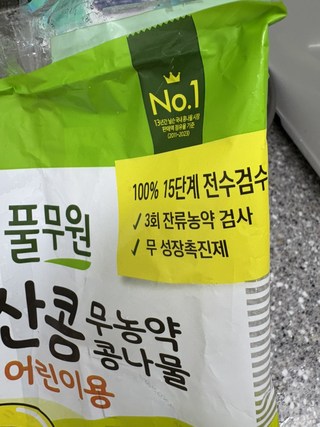 No.1
(2011-2023)
100% 15단계 전수검수
✓ 3회 잔류농약 검사
✓ 무 성장촉진제
풀무원
산콩 무농약
콩나물
어린이용